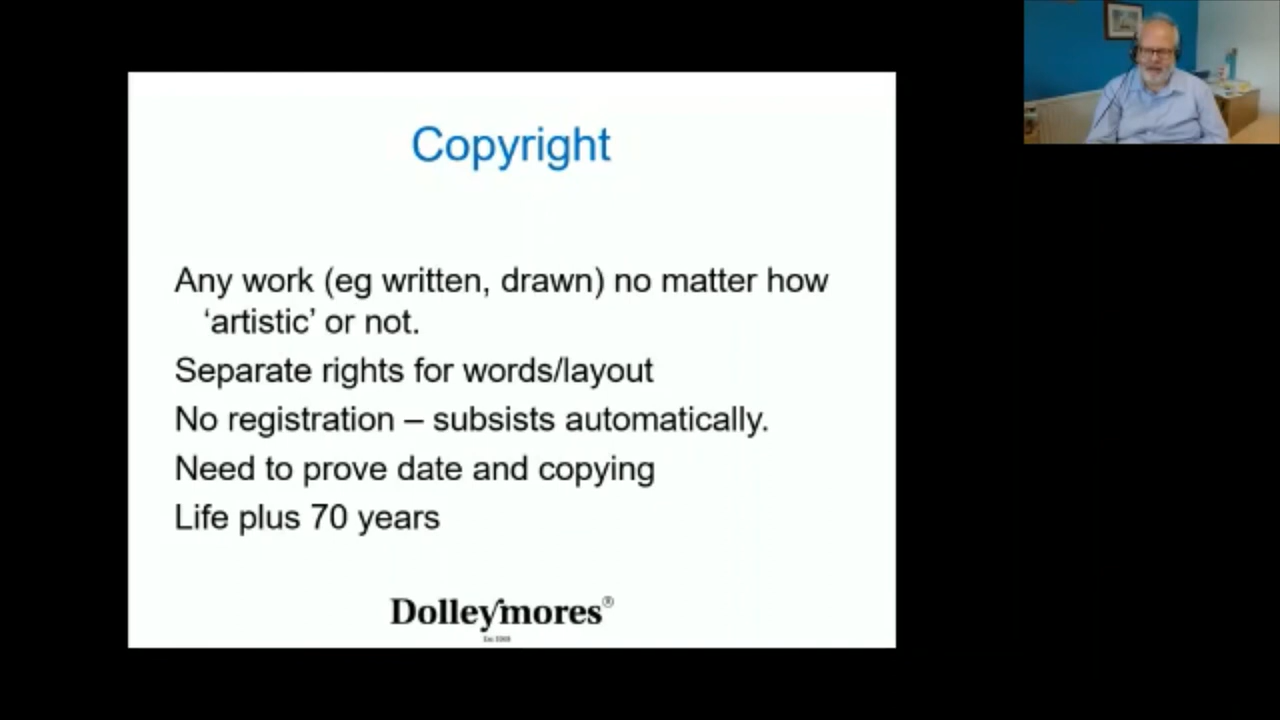 Copyright
Any work (eg written, drawn) no matter how
‘artistic’ or not.
Separate rights for words/layout
No registration – subsists automatically.
Need to prove date and copying
Life plus 70 years
Dolleymores®